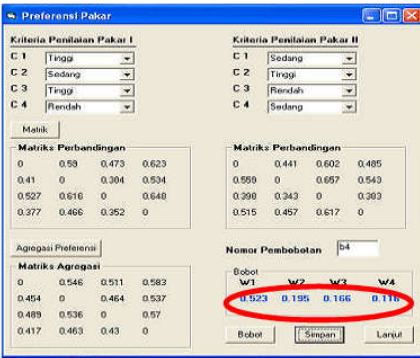 Preferensi Pakar
Kriteria Penilaian Pakar I
C 1 Tinggi
C 2 Sedang
C 3 Tinggi
C 4 Rendah
Kriteria Penilaian Pakar II
C 1 Sedang
C 2 Tinggi
C 3 Rendah
C 4 Sedang
Matrik
Matriks Perbandingan
0 0.59 0.473 0.623
0.41 0 0.384 0.534
0.527 0.616 0 0.648
0.377 0.466 0.352 0
Matriks Perbandingan
0 0.441 0.602 0.485
0.559 0 0.657 0.543
0.398 0.343 0 0.383
0.515 0.457 0.617 0
Agregasi Preferensi
Matriks Agregasi
0 0.546 0.511 0.583
0.454 0 0.464 0.537
0.489 0.536 0 0.57
0.417 0.463 0.43 0
Nomor Pembobotan b4
Bobot
W1 W2 W3 W4
0.523 0.195 0.166 0.116
Bobot Simpan Lanjut